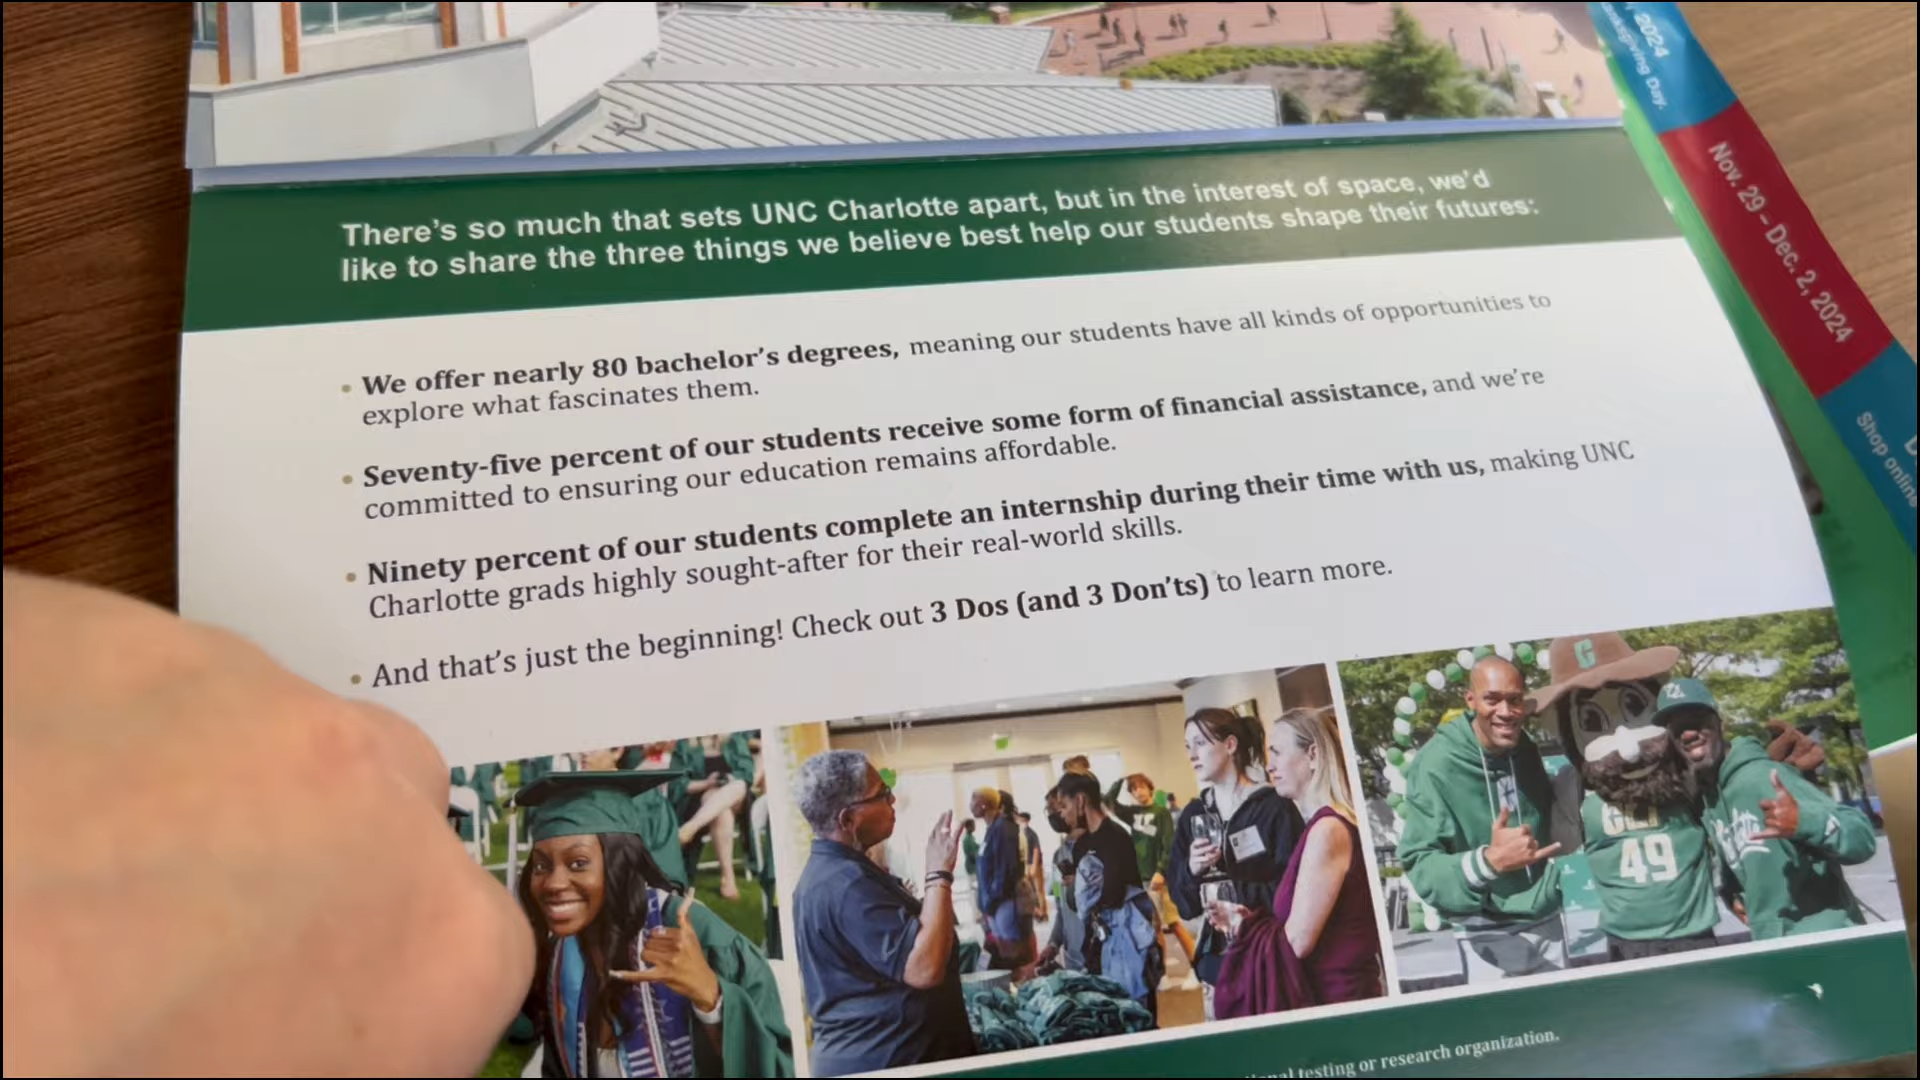 There's so much that sets UNC Charlotte apart, but in the interest of space, we'd
like to share the three things we believe best help our students shape their futures:
• We offer nearly 80 bachelor's degrees, meaning our students have all kinds of opportunities to
explore what fascinates them.
• Seventy-five percent of our students receive some form of financial assistance, and we're
committed to ensuring our education remains affordable.
• Ninety percent of our students complete an internship during their time with us, making UNC
Charlotte grads highly sought-after for their real-world skills.
• And that's just the beginning! Check out 3 Dos (and 3 Don'ts) to learn more.
C
49
testing or research organization.
2024
Day.
Nov. 29 – Dec. 2, 2024
Shop online